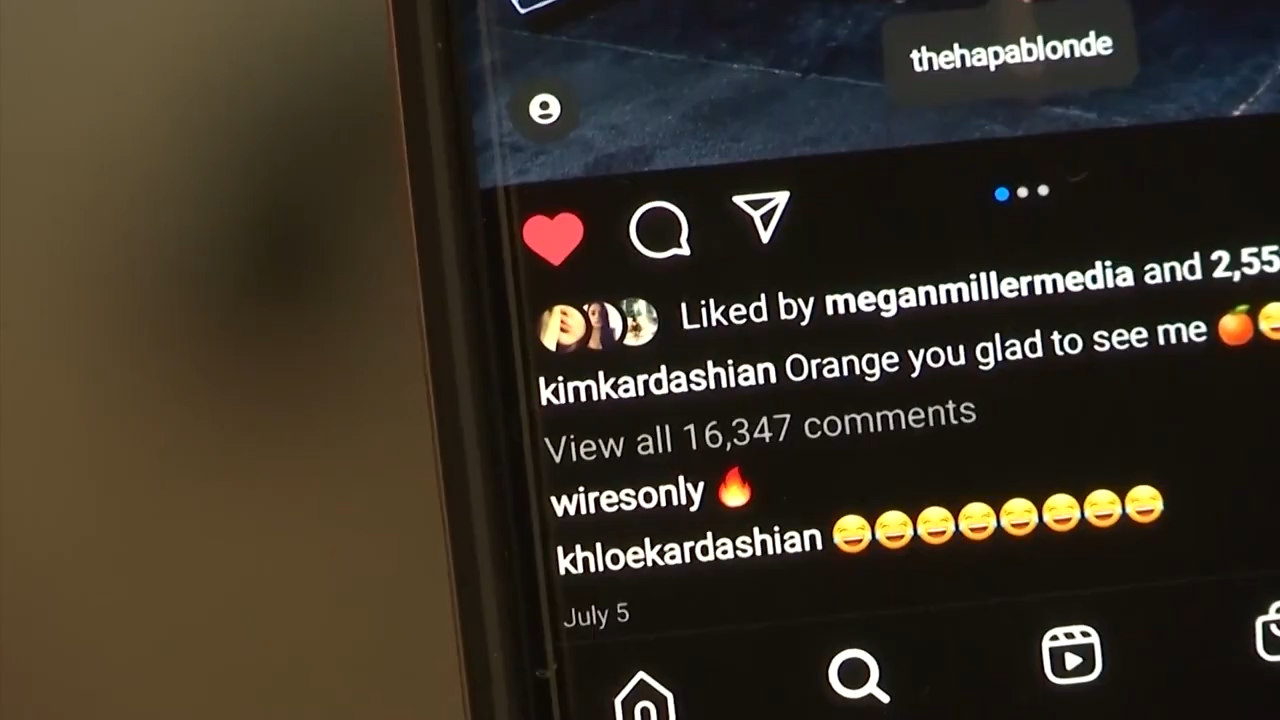 thehapablonde
Liked by meganmillermedia and 2,55
kimkardashian Orange you glad to see me 🍊😂
View all 16,347 comments
wiresonly 🔥
khloekardashian 😂😂😂😂😂😂😂😂
July 5